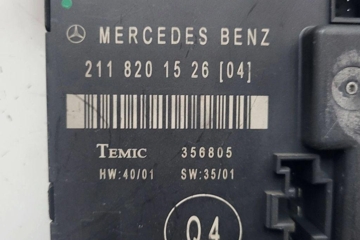 MERCEDES BENZ
211 820 15 26 [04]
TEMIC 356805
HW:40/01 SW:35/01
Q4